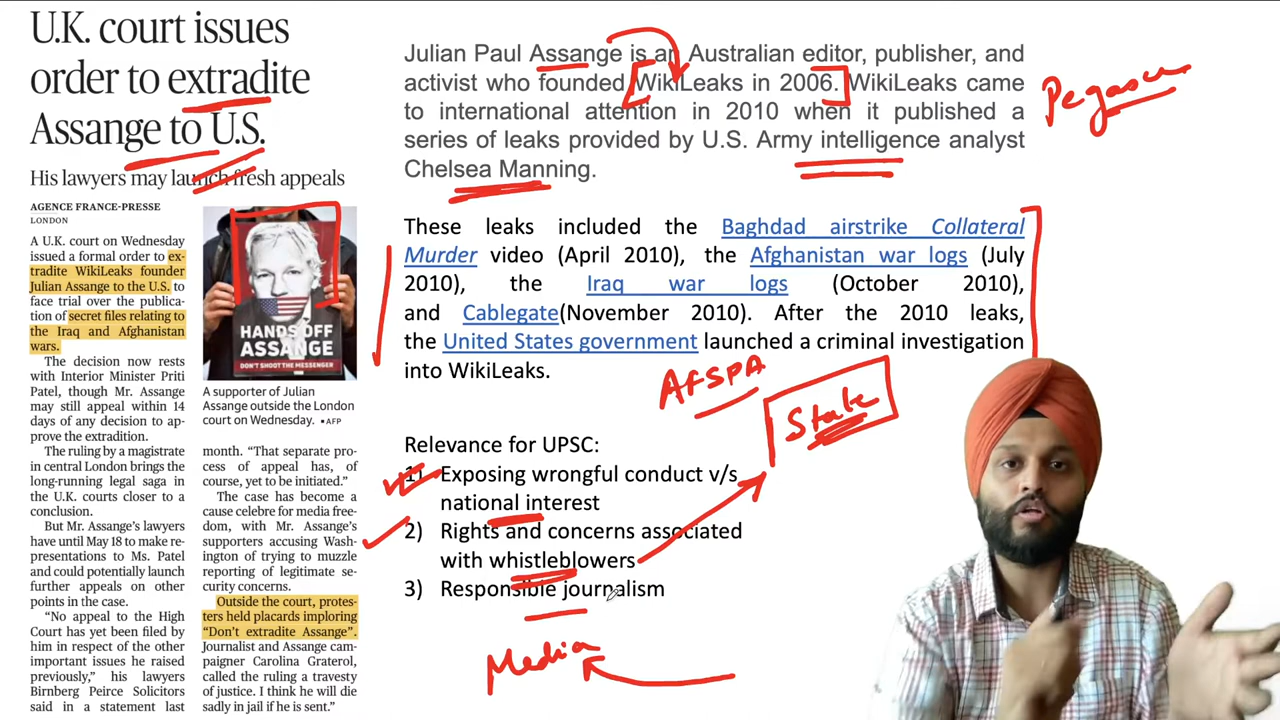 U.K. court issues
order to extradite
Assange to U.S.
His lawyers may launch fresh appeals
AGENCE FRANCE-PRESSE
LONDON
A U.K. court on Wednesday
issued a formal order to ex-
tradite WikiLeaks founder
Julian Assange to the U.S. to
face trial over the publica-
tion of secret files relating to
the Iraq and Afghanistan
wars.
The decision now rests
with Interior Minister Priti
Patel, though Mr. Assange
may still appeal within 14
days of any decision to ap-
prove the extradition.
The ruling by a magistrate
in central London brings the
long-running legal saga in
the U.K. courts closer to a
conclusion.
But Mr. Assange's lawyers
have until May 18 to make re-
presentations to Ms. Patel
and could potentially launch
further appeals on other
points in the case.
"No appeal to the High
Court has yet been filed by
him in respect of the other
important issues he raised
previously," his lawyers
Birnberg Peirce Solicitors
said in a statement last
HANDS OFF
ASSANGE
DON'T SHOOT THE MESSENGER
A supporter of Julian
Assange outside the London
court on Wednesday. ▪ AFP
month. "That separate pro-
cess of appeal has, of
course, yet to be initiated."
The case has become a
cause celebre for media free-
dom, with Mr. Assange's
supporters accusing Wash-
ington of trying to muzzle
reporting of legitimate se-
curity concerns.
Outside the court, protes-
ters held placards imploring
"Don't extradite Assange".
Journalist and Assange cam-
paigner Carolina Graterol,
called the ruling a travesty
of justice. I think he will die
sadly in jail if he is sent."
Julian Paul Assange is an Australian editor, publisher, and
activist who founded WikiLeaks in 2006. WikiLeaks came
to international attention in 2010 when it published a
series of leaks provided by U.S. Army intelligence analyst
Chelsea Manning.
Pegasus
These leaks included the Baghdad airstrike Collateral
Murder video (April 2010), the Afghanistan war logs (July
2010), the Iraq war logs (October 2010),
and Cablegate(November 2010). After the 2010 leaks,
the United States government launched a criminal investigation
into WikiLeaks.
AFSPA
State
Relevance for UPSC:
1) Exposing wrongful conduct v/s
national interest
2) Rights and concerns associated
with whistleblowers
3) Responsible journalism
Media